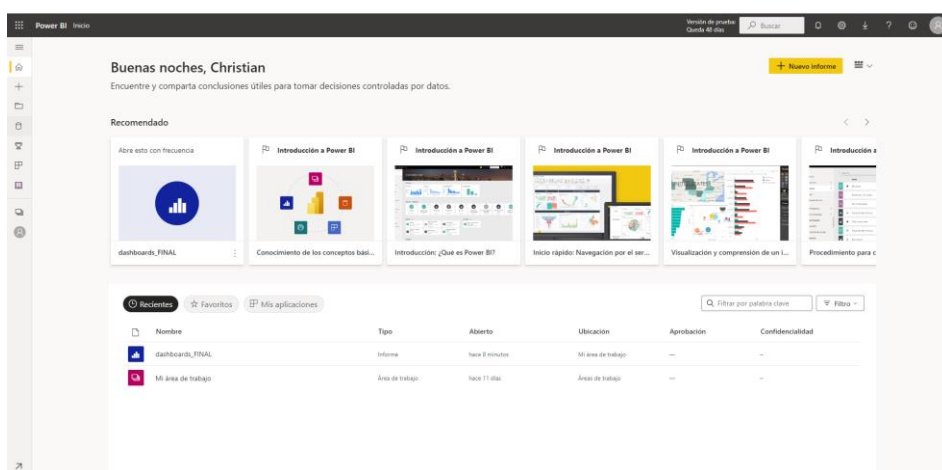 Power BI Inicio
Versión de prueba:
Queda 48 días
Buscar
Buenas noches, Christian
Encuentre y comparta conclusiones útiles para tomar decisiones controladas por datos.
Nuevo informe
Recomendado
Abre esto con frecuencia
Introducción a Power BI
Introducción a Power BI
Introducción a Power BI
Introducción a Power BI
Introducción a
dashboards_FINAL
Conocimiento de los conceptos bási...
Introducción: ¿Qué es Power BI?
Inicio rápido: Navegación por el ser...
Visualización y comprensión de un i...
Procedimiento para c
Recientes Favoritos Mis aplicaciones
Filtrar por palabra clave Filtro
Nombre Tipo Abierto Ubicación Aprobación Confidencialidad
dashboards_FINAL Informe hace 8 minutos Mi área de trabajo — —
Mi área de trabajo Área de trabajo hace 11 días Áreas de trabajo — —